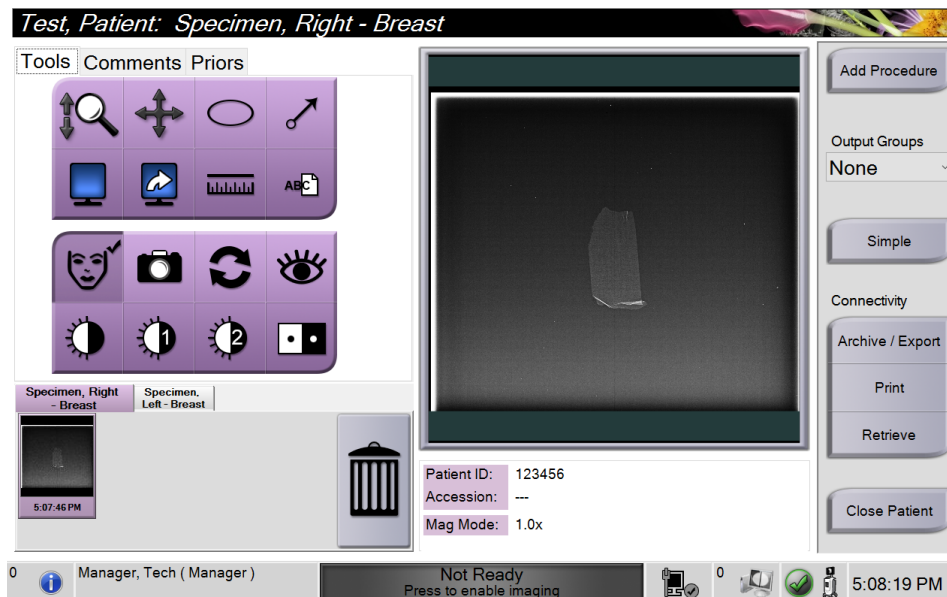 Test, Patient: Specimen, Right - Breast
Tools Comments Priors
ABC
1 2
Specimen, Right
- Breast
Specimen,
Left - Breast
5:07:46 PM
Patient ID: 123456
Accession: ---
Mag Mode: 1.0x
Add Procedure
Output Groups
None
Simple
Connectivity
Archive / Export
Print
Retrieve
Close Patient
0 Manager, Tech ( Manager )
Not Ready
Press to enable imaging
0
5:08:19 PM